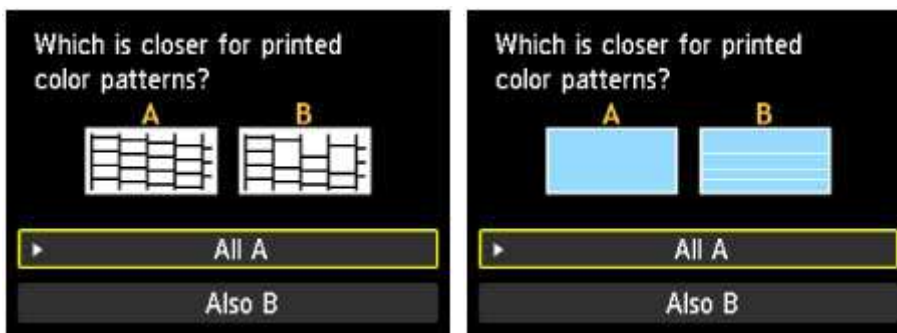 Which is closer for printed
color patterns?
A B
All A
Also B
Which is closer for printed
color patterns?
A B
All A
Also B